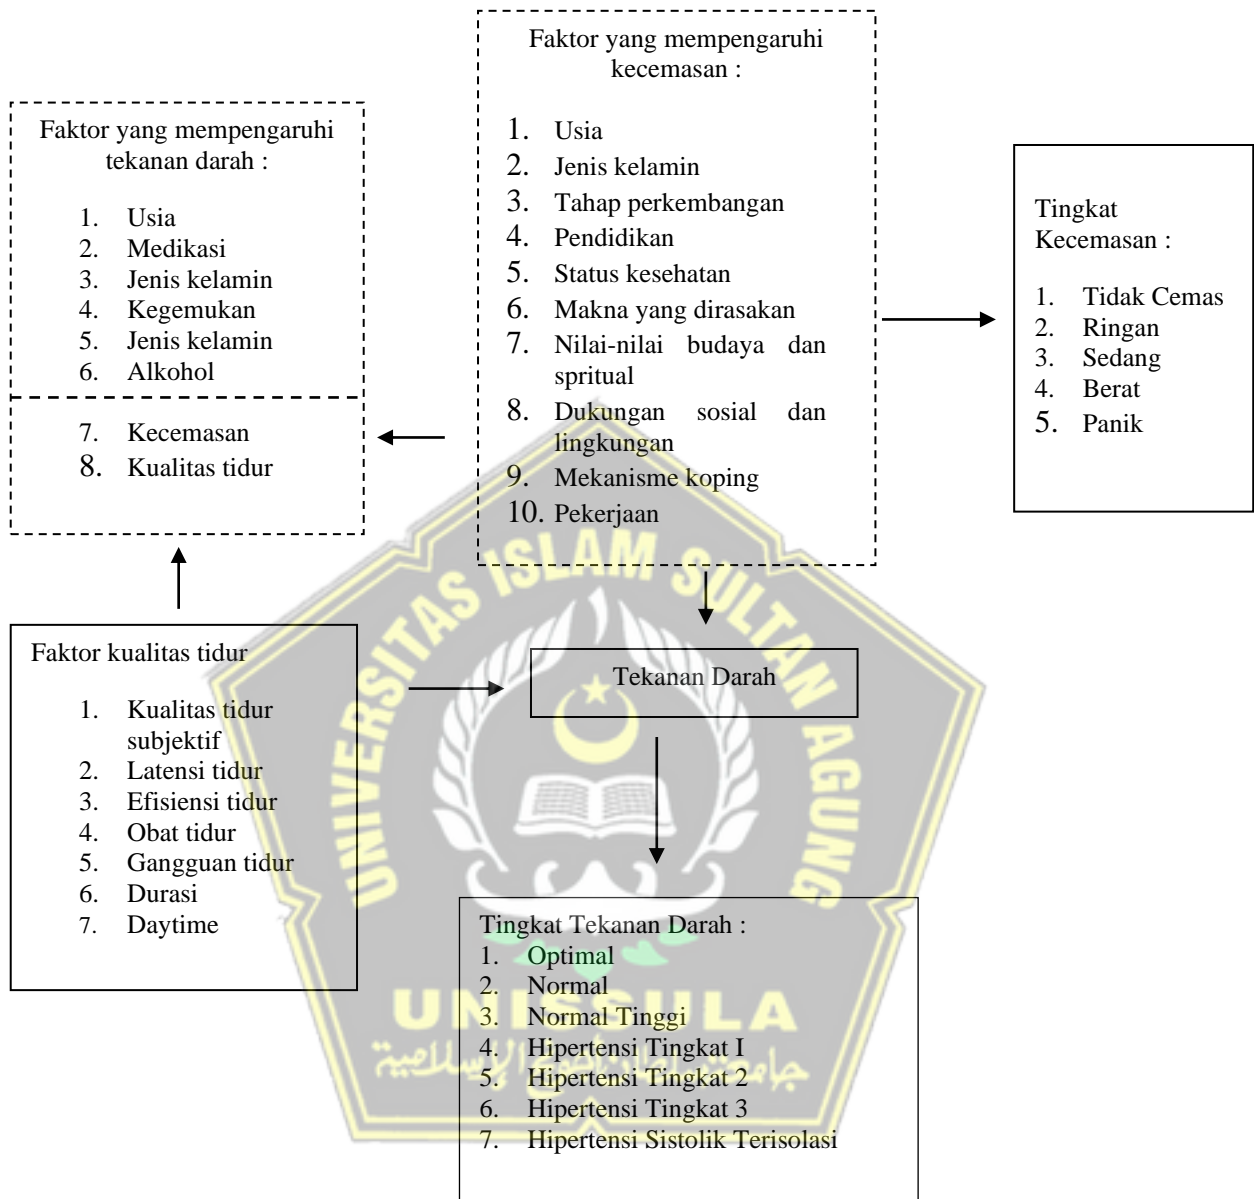 Faktor yang mempengaruhi
kecemasan :
1. Usia
2. Jenis kelamin
3. Tahap perkembangan
4. Pendidikan
5. Status kesehatan
6. Makna yang dirasakan
7. Nilai-nilai budaya dan
spritual
8. Dukungan sosial dan
lingkungan
9. Mekanisme koping
10. Pekerjaan
Faktor yang mempengaruhi
tekanan darah :
1. Usia
2. Medikasi
3. Jenis kelamin
4. Kegemukan
5. Jenis kelamin
6. Alkohol
7. Kecemasan
8. Kualitas tidur
Tingkat
Kecemasan :
1. Tidak Cemas
2. Ringan
3. Sedang
4. Berat
5. Panik
Faktor kualitas tidur
1. Kualitas tidur
subjektif
2. Latensi tidur
3. Efisiensi tidur
4. Obat tidur
5. Gangguan tidur
6. Durasi
7. Daytime
Tekanan Darah
Tingkat Tekanan Darah :
1. Optimal
2. Normal
3. Normal Tinggi
4. Hipertensi Tingkat I
5. Hipertensi Tingkat 2
6. Hipertensi Tingkat 3
7. Hipertensi Sistolik Terisolasi
UNIVERSITAS ISLAM SULTAN AGUNG
UNISSULA
جامعة سلطان أجونج الإسلامية